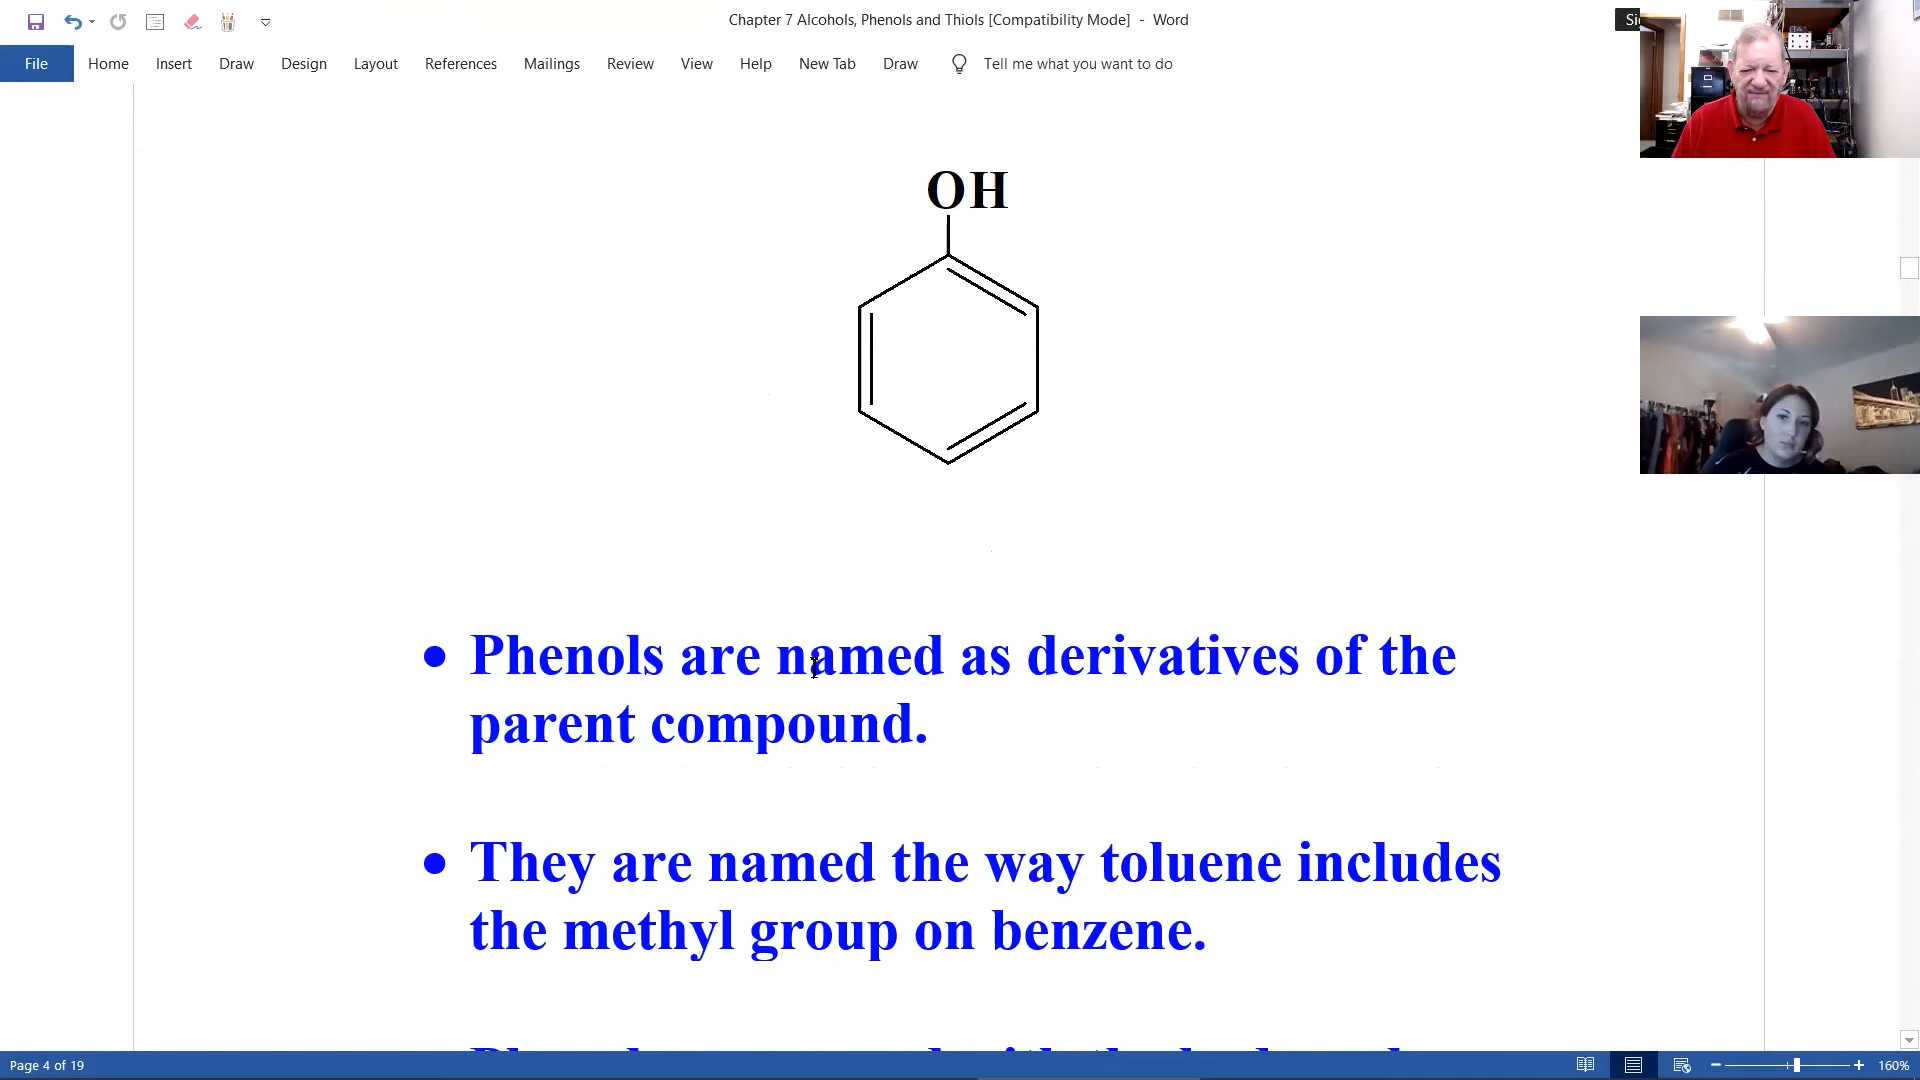 Chapter 7 Alcohols, Phenols and Thiols [Compatibility Mode] - Word
File Home Insert Draw Design Layout References Mailings Review View Help New Tab Draw Tell me what you want to do
OH
• Phenols are named as derivatives of the
parent compound.
• They are named the way toluene includes
the methyl group on benzene.
Page 4 of 19
160%